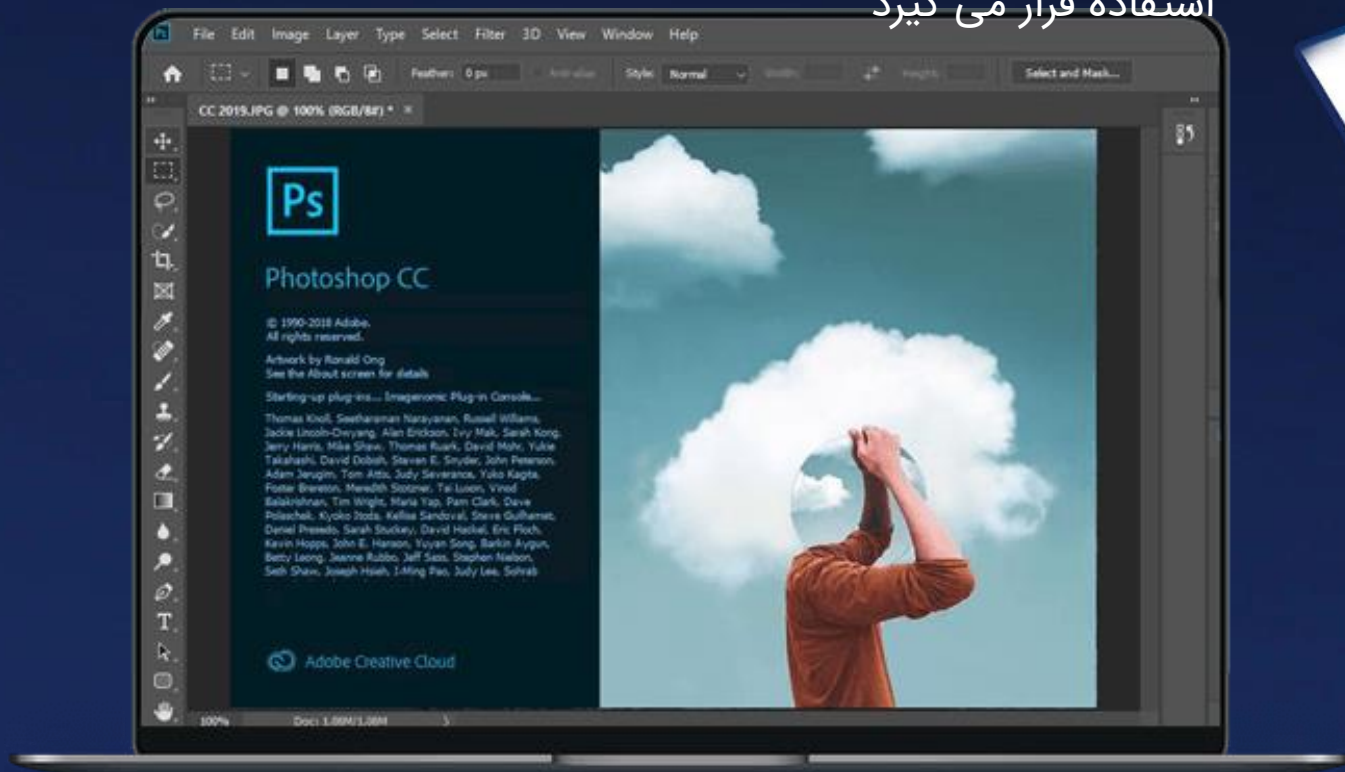 استفاده قرار می گیرد
Ps
File Edit Image Layer Type Select Filter 3D View Window Help
Feather: 0 px Anti-alias Style: Normal Width: Height: Select and Mask...
CC 2019.JPG @ 100% (RGB/8#) * ×
Ps
Photoshop CC
© 1990-2018 Adobe.
All rights reserved.
Artwork by Ronald Ong
See the About screen for details
Starting-up plug-ins... Imagenomic Plug-in Console...
Thomas Knoll, Seetharaman Narayanan, Russell Williams,
Jackie Lincoln-Owyang, Alan Erickson, Ivy Mak, Sarah Kong,
Jerry Harris, Mike Shaw, Thomas Ruark, David Mohr, Yukie
Takahashi, David Dobish, Steven E. Snyder, John Peterson,
Adam Jerugim, Tom Attix, Judy Severance, Yuko Kagita,
Foster Brereton, Meredith Stotzner, Tai Luxon, Vinod
Balakrishnan, Tim Wright, Maria Yap, Pam Clark, Dave
Polaschek, Kyoko Itoda, Kellisa Sandoval, Steve Guilhamet,
Daniel Presedo, Sarah Stuckey, David Hackel, Eric Floch,
Kevin Hopps, John E. Hanson, Yuyan Song, Barkin Aygun,
Betty Leong, Jeanne Rubbo, Jeff Sass, Stephen Nielson,
Seth Shaw, Joseph Hsieh, I-Ming Pao, Judy Lee, Sohrab
T
Adobe Creative Cloud
100% Doc: 1.08M/1.08M